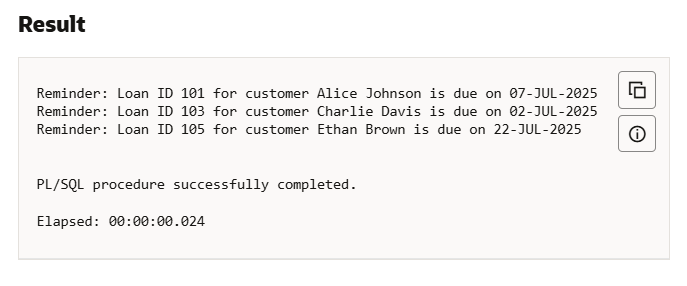 Result
Reminder: Loan ID 101 for customer Alice Johnson is due on 07-JUL-2025
Reminder: Loan ID 103 for customer Charlie Davis is due on 02-JUL-2025
Reminder: Loan ID 105 for customer Ethan Brown is due on 22-JUL-2025
PL/SQL procedure successfully completed.
Elapsed: 00:00:00.024